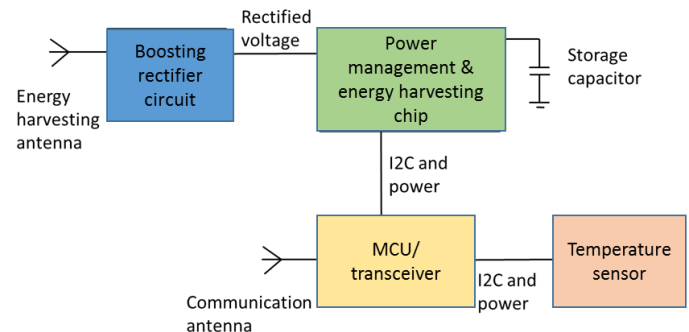 Rectified
voltage
Boosting
rectifier
circuit
Power
management &
energy harvesting
chip
Storage
capacitor
Energy
harvesting
antenna
I2C and
power
MCU/
transceiver
Temperature
sensor
I2C and
power
Communication
antenna